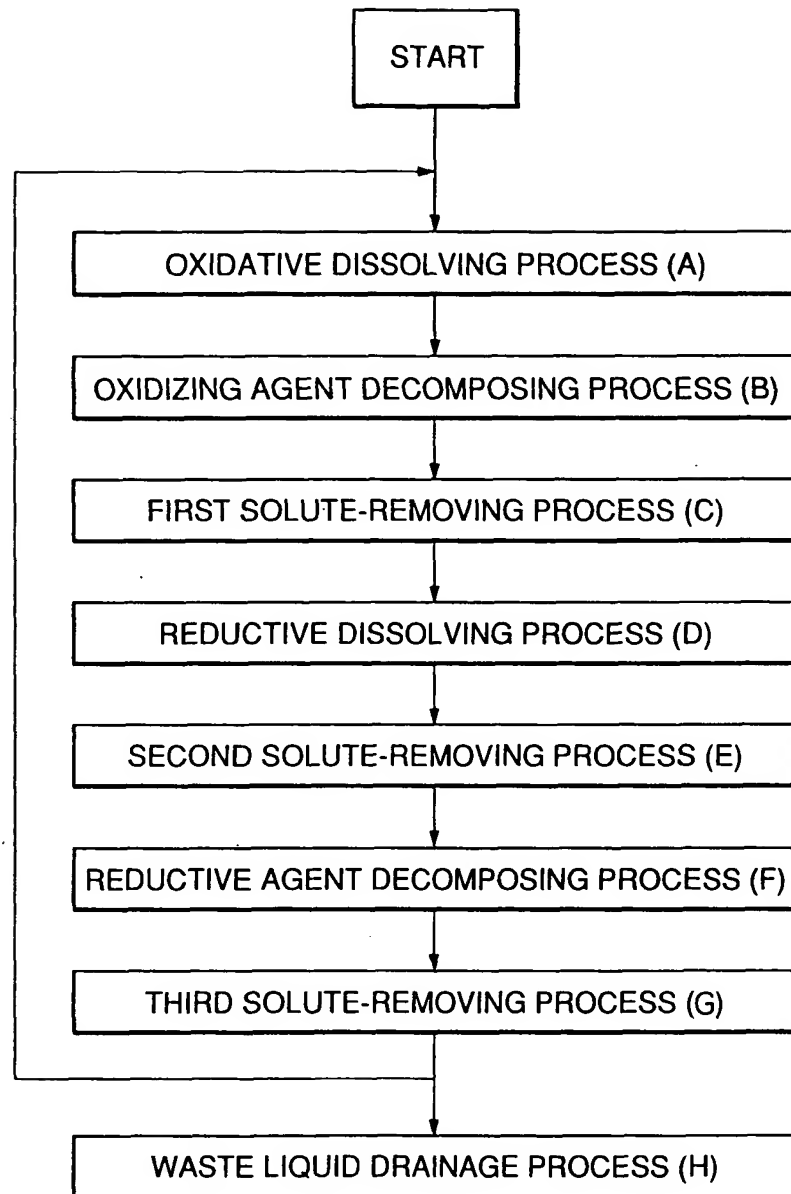 START
OXIDATIVE DISSOLVING PROCESS (A)
OXIDIZING AGENT DECOMPOSING PROCESS (B)
FIRST SOLUTE-REMOVING PROCESS (C)
REDUCTIVE DISSOLVING PROCESS (D)
SECOND SOLUTE-REMOVING PROCESS (E)
REDUCTIVE AGENT DECOMPOSING PROCESS (F)
THIRD SOLUTE-REMOVING PROCESS (G)
WASTE LIQUID DRAINAGE PROCESS (H)